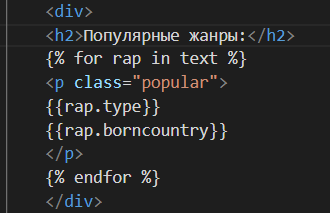 <div>
<h2>Популярные жанры:</h2>
{% for rap in text %}
<p class="popular">
{{rap.type}}
{{rap.borncountry}}
</p>
{% endfor %}
</div>